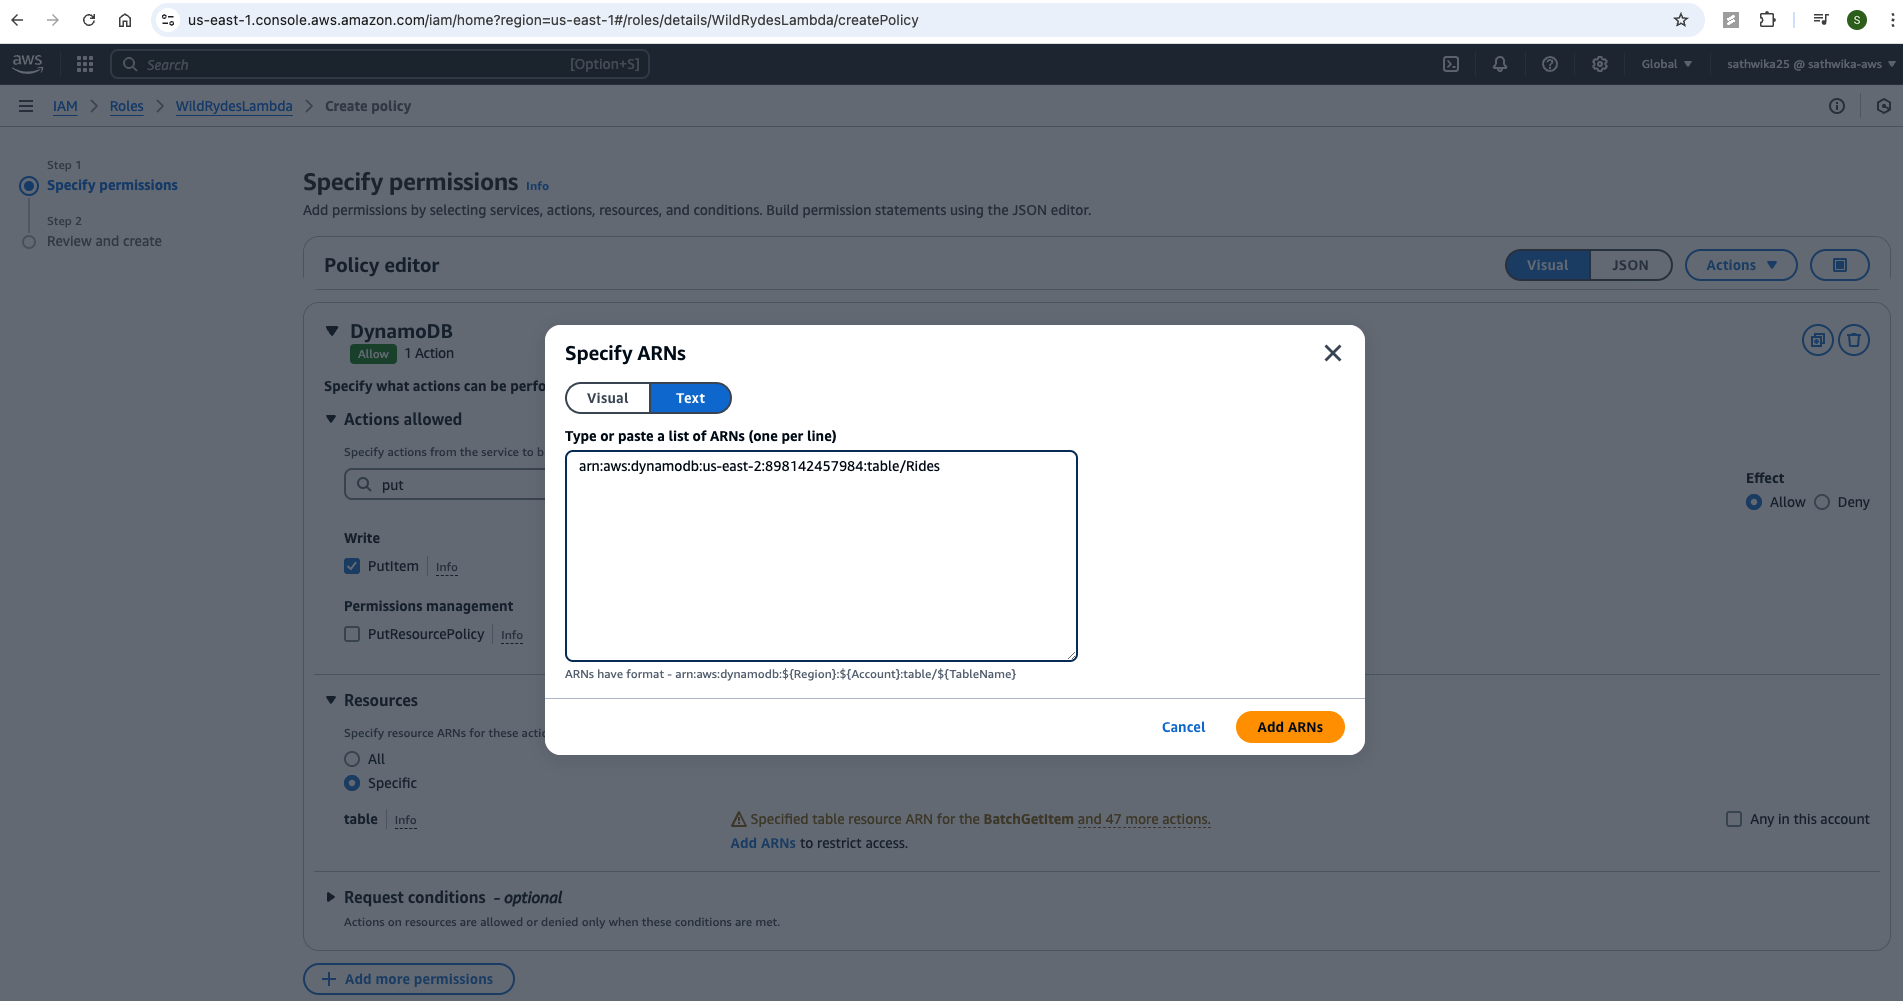 us-east-1.console.aws.amazon.com/iam/home?region=us-east-1#/roles/details/WildRydesLambda/createPolicy
S
aws
Search
[Option+S]
Global
sathwika25 @ sathwika-aws
IAM
Roles
WildRydesLambda
Create policy
Step 1
Specify permissions
Step 2
Review and create
Specify permissions Info
Add permissions by selecting services, actions, resources, and conditions. Build permission statements using the JSON editor.
Policy editor
Visual
JSON
Actions
DynamoDB
Allow 1 Action
Specify what actions can be perfo
Actions allowed
Specify actions from the service to b
put
Effect
Allow
Deny
Write
PutItem Info
Permissions management
PutResourcePolicy Info
Resources
Specify resource ARNs for these actio
All
Specific
table Info
Specified table resource ARN for the BatchGetItem and 47 more actions.
Add ARNs to restrict access.
Any in this account
Request conditions - optional
Actions on resources are allowed or denied only when these conditions are met.
Add more permissions
Specify ARNs
Visual
Text
Type or paste a list of ARNs (one per line)
arn:aws:dynamodb:us-east-2:898142457984:table/Rides
ARNs have format - arn:aws:dynamodb:${Region}:${Account}:table/${TableName}
Cancel
Add ARNs